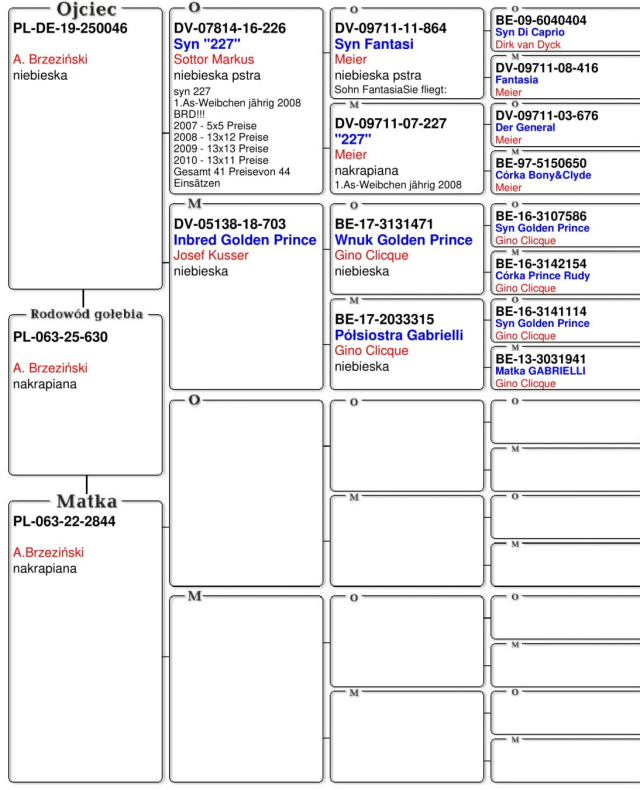 Ojciec
PL-DE-19-250046
A. Brzeziński
niebieska
Rodowód gołębia
PL-063-25-630
A. Brzeziński
nakrapiana
Matka
PL-063-22-2844
A.Brzeziński
nakrapiana
O
DV-07814-16-226
Syn "227"
Sottor Markus
niebieska pstra
syn 227
1.As-Weibchen jährig 2008
BRD!!!
2007 - 5x5 Preise
2008 - 13x12 Preise
2009 - 13x13 Preise
2010 - 13x11 Preise
Gesamt 41 Preisevon 44
Einsätzen
M
DV-05138-18-703
Inbred Golden Prince
Josef Kusser
niebieska
O
M
O
DV-09711-11-864
Syn Fantasi
Meier
niebieska pstra
Sohn FantasiaSie fliegt:
M
DV-09711-07-227
"227"
Meier
nakrapiana
1.As-Weibchen jährig 2008
O
BE-17-3131471
Wnuk Golden Prince
Gino Clicque
niebieska
M
BE-17-2033315
Półsiostra Gabrielli
Gino Clicque
niebieska
O
M
O
M
O
BE-09-6040404
Syn Di Caprio
Dirk van Dyck
M
DV-09711-08-416
Fantasia
Meier
O
DV-09711-03-676
Der General
Meier
M
BE-97-5150650
Córka Bony&Clyde
Meier
O
BE-16-3107586
Syn Golden Prince
Gino Clicque
M
BE-16-3142154
Córka Prince Rudy
Gino Clicque
O
BE-16-3141114
Syn Golden Prince
Gino Clicque
M
BE-13-3031941
Matka GABRIELLI
Gino Clicque
O
M
O
M
O
M
O
M